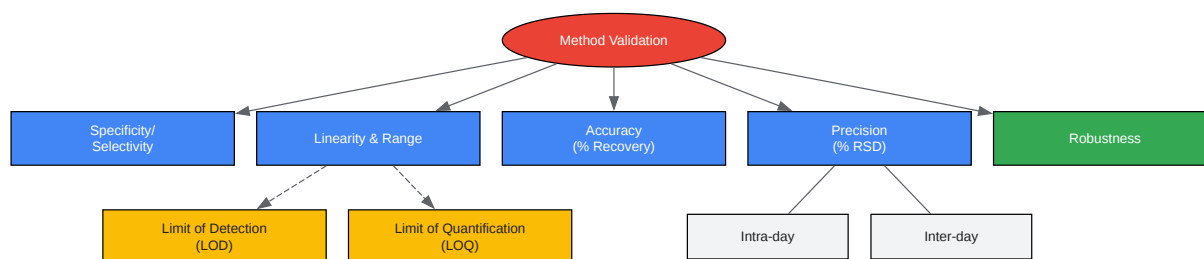 Method Validation
Specificity/
Selectivity
Linearity & Range
Accuracy
(% Recovery)
Precision
(% RSD)
Robustness
Limit of Detection
(LOD)
Limit of Quantification
(LOQ)
Intra-day
Inter-day